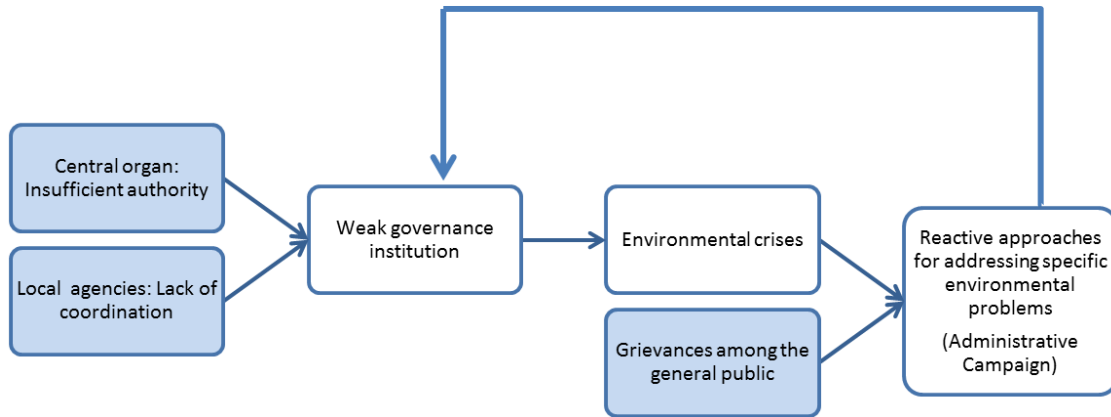 Central organ:
Insufficient authority
Local agencies: Lack of
coordination
Weak governance
institution
Environmental crises
Grievances among the
general public
Reactive approaches
for addressing specific
environmental
problems
(Administrative
Campaign)